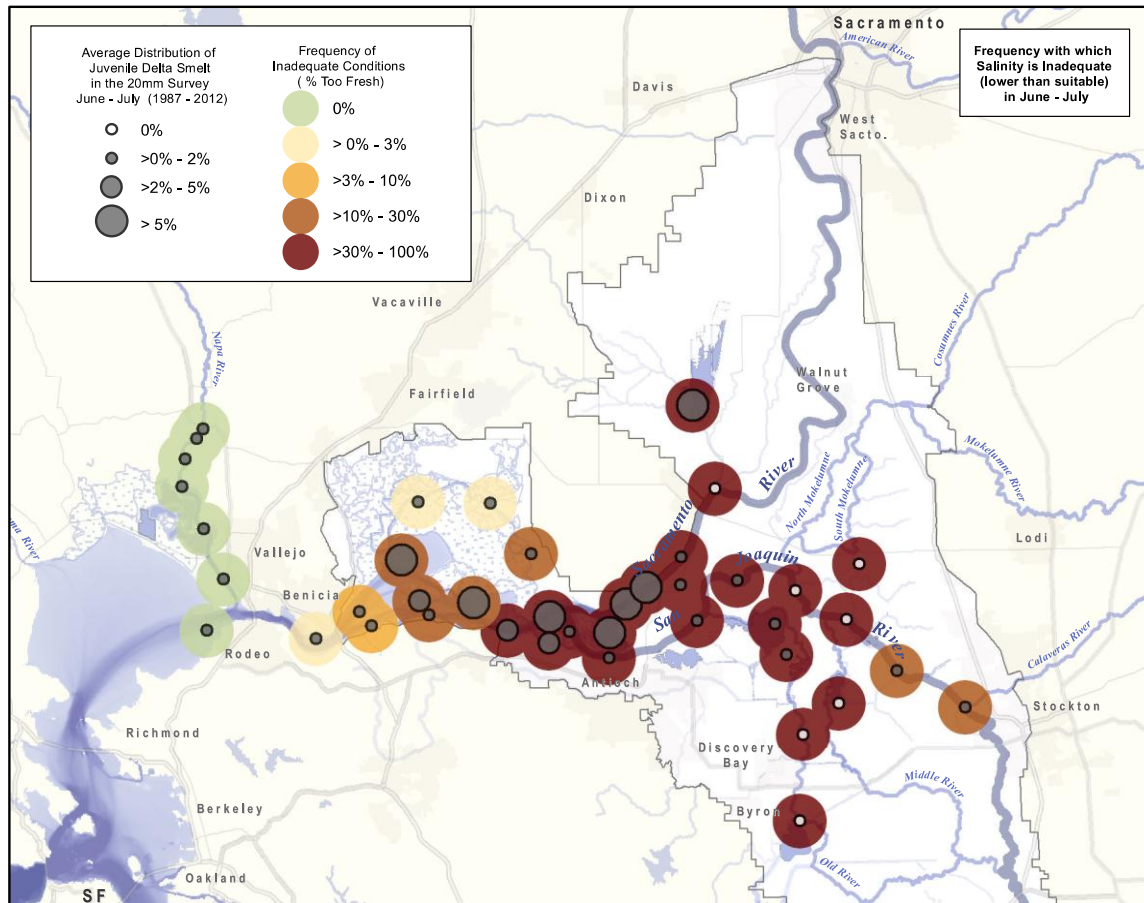 Average Distribution of
Juvenile Delta Smelt
in the 20mm Survey
June - July (1987 - 2012)
0%
>0% - 2%
>2% - 5%
> 5%
Frequency of
Inadequate Conditions
( % Too Fresh)
0%
> 0% - 3%
>3% - 10%
>10% - 30%
>30% - 100%
Frequency with which
Salinity is Inadequate
(lower than suitable)
in June - July
Sacramento
American River
Davis
West
Sacto.
Dixon
Vacaville
Napa River
Fairfield
Walnut
Grove
Cosumnes River
Mokelumne River
North Mokelumne
South Mokelumne
Sacramento
River
Lodi
ma River
Vallejo
Benicia
San
Joaquin
River
Calaveras River
Rodeo
Antioch
Stockton
Richmond
Discovery
Bay
Middle River
Berkeley
Byron
Old River
Oakland
SF